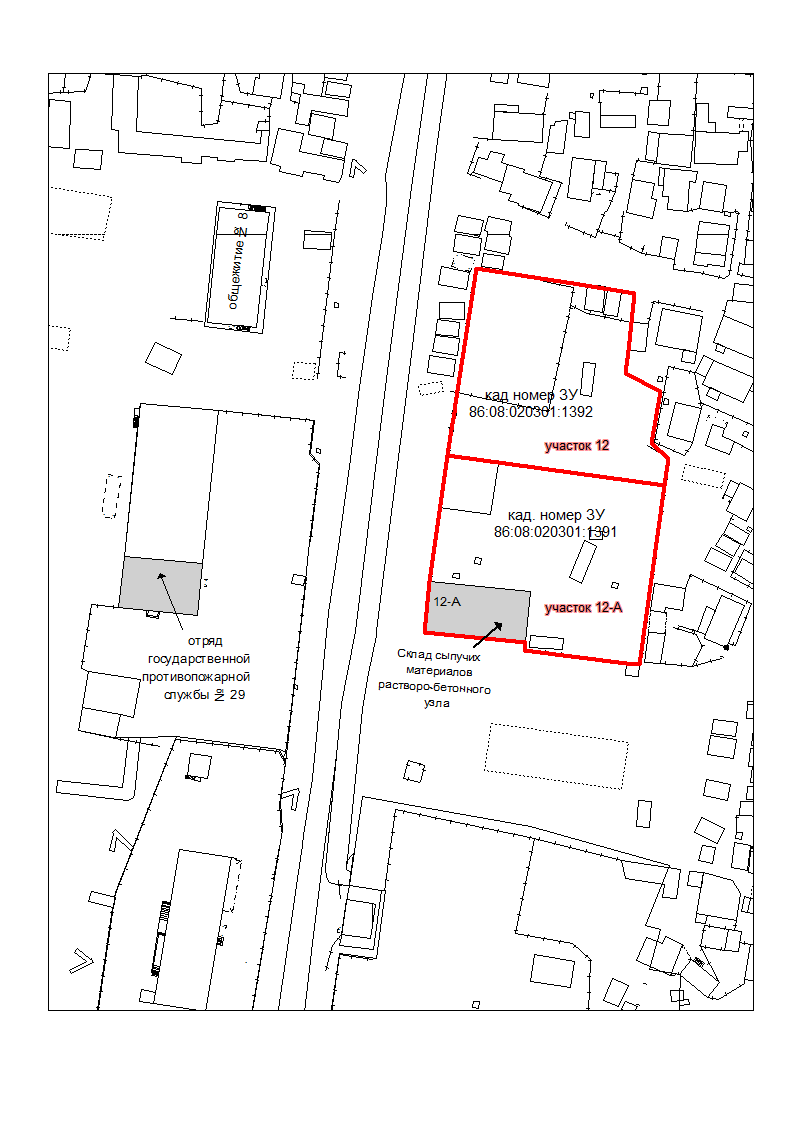 общежитие № 8
кад номер ЗУ
86:08:020301:1392
участок 12
кад. номер ЗУ
86:08:020301:1391
12-А
участок 12-А
отряд
государственной
противопожарной
службы № 29
Склад сыпучих
материалов
растворо-бетонного
узла